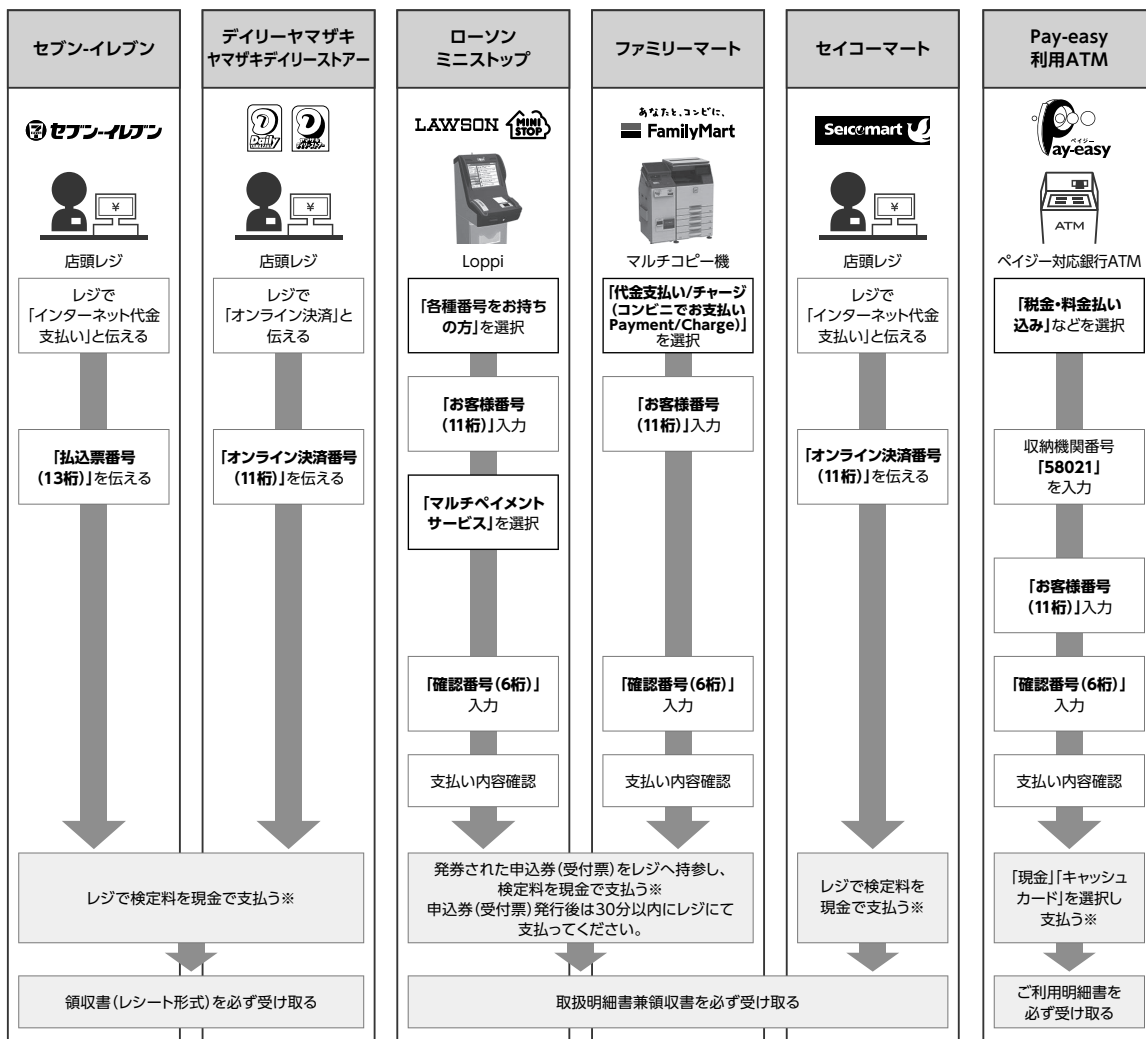 セブン-イレブン
セブン-イレブン
¥
店頭レジ
レジで
「インターネット代金
支払い」と伝える
「払込票番号
(13桁)」を伝える
デイリーヤマザキ
ヤマザキデイリーストアー
Daily
¥
店頭レジ
レジで
「オンライン決済」と
伝える
「オンライン決済番号
(11桁)」を伝える
レジで検定料を現金で支払う※
領収書(レシート形式)を必ず受け取る
ローソン
ミニストップ
LAWSON
MINI
STOP
Loppi
「各種番号をお持ち
の方」を選択
「お客様番号
(11桁)」入力
「マルチペイメント
サービス」を選択
「確認番号(6桁)」
入力
支払い内容確認
ファミリーマート
あなたと、コンビに、
FamilyMart
マルチコピー機
「代金支払い/チャージ
(コンビニでお支払い
Payment/Charge)」
を選択
「お客様番号
(11桁)」入力
「確認番号(6桁)」
入力
支払い内容確認
発券された申込券(受付票)をレジへ持参し、
検定料を現金で支払う※
申込券(受付票)発行後は30分以内にレジにて
支払ってください。
セイコーマート
Seicomart
¥
店頭レジ
レジで
「インターネット代金
支払い」と伝える
「オンライン決済番号
(11桁)」を伝える
レジで検定料を
現金で支払う※
取扱明細書兼領収書を必ず受け取る
Pay-easy
利用ATM
ペイジー
Pay-easy
ATM
ペイジー対応銀行ATM
「税金・料金払い
込み」などを選択
収納機関番号
「58021」
を入力
「お客様番号
(11桁)」入力
「確認番号(6桁)」
入力
支払い内容確認
「現金」「キャッシュ
カード」を選択し
支払う※
ご利用明細書を
必ず受け取る